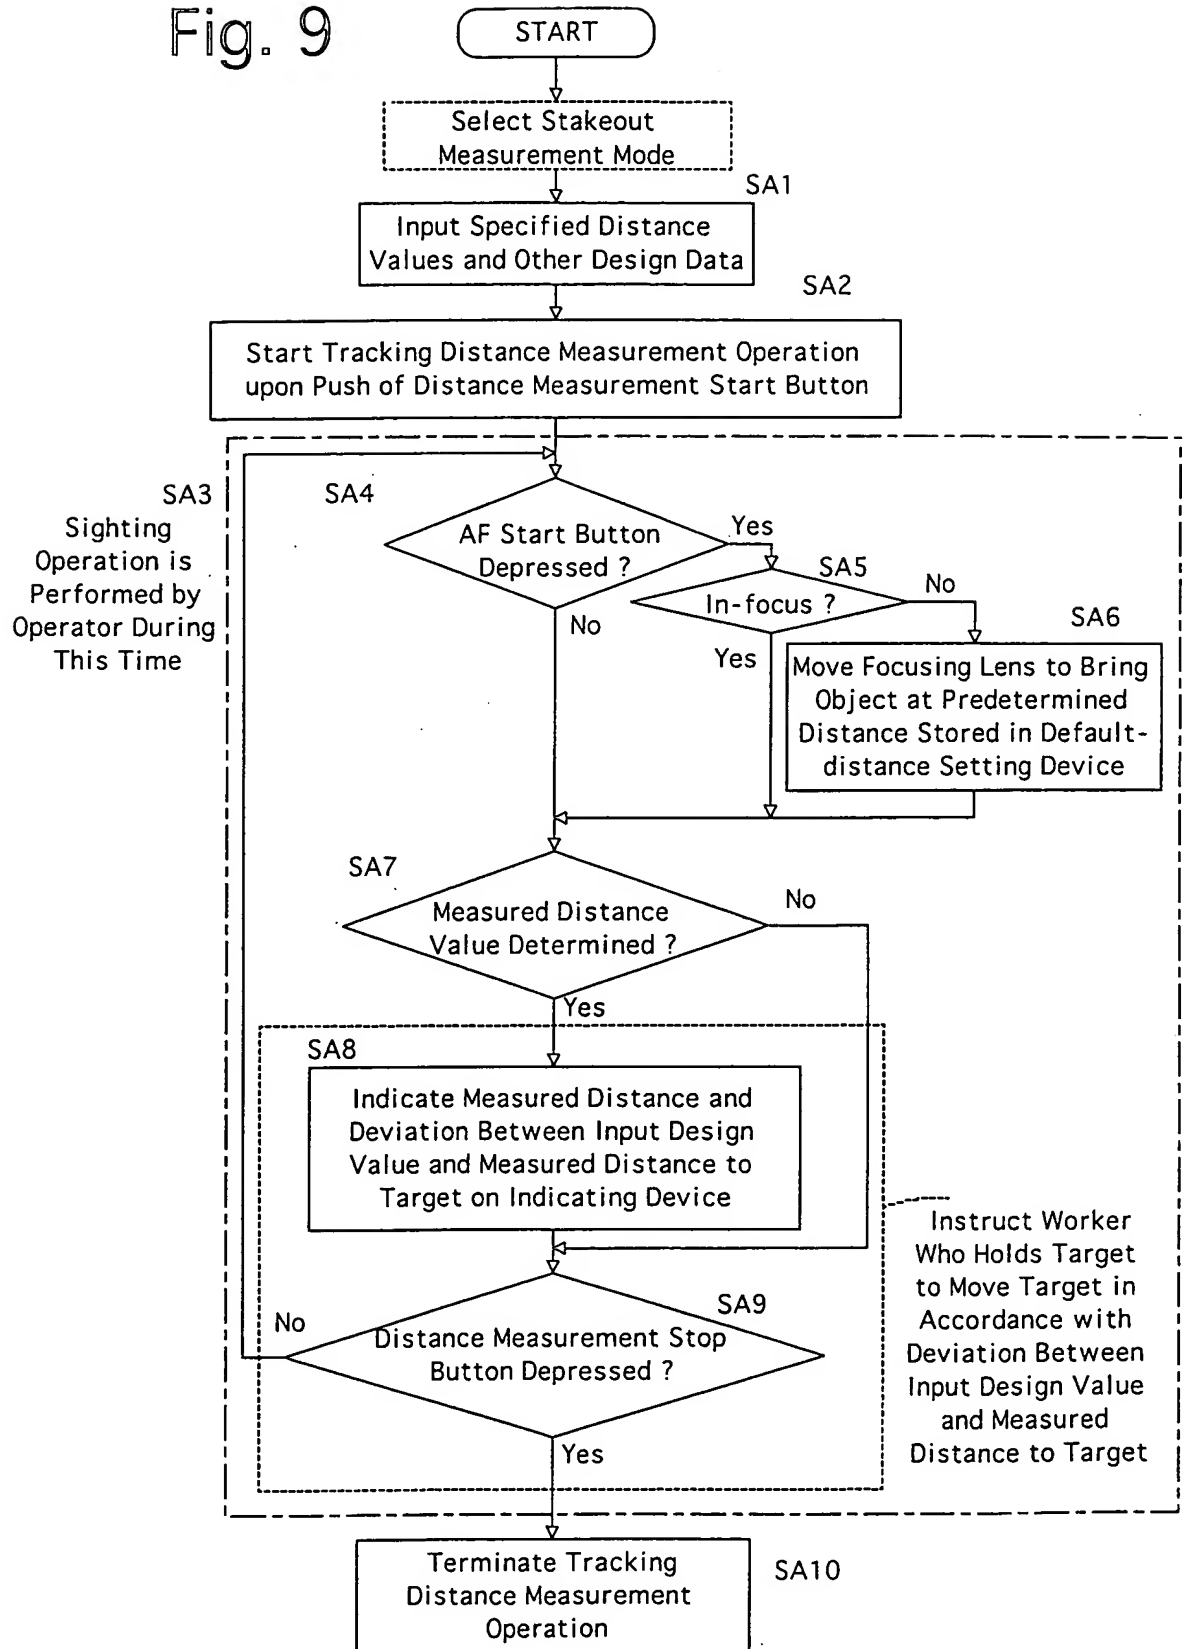 Fig. 9
START
Select Stakeout
Measurement Mode
SA1
Input Specified Distance
Values and Other Design Data
SA2
Start Tracking Distance Measurement Operation
upon Push of Distance Measurement Start Button
SA3
Sighting
Operation is
Performed by
Operator During
This Time
SA4
AF Start Button
Depressed ?
Yes
No
SA5
In-focus ?
No
Yes
SA6
Move Focusing Lens to Bring
Object at Predetermined
Distance Stored in Default-
distance Setting Device
SA7
Measured Distance
Value Determined ?
No
Yes
SA8
Indicate Measured Distance and
Deviation Between Input Design
Value and Measured Distance to
Target on Indicating Device
Instruct Worker
Who Holds Target
to Move Target in
Accordance with
Deviation Between
Input Design Value
and Measured
Distance to Target
SA9
Distance Measurement Stop
Button Depressed ?
No
Yes
Terminate Tracking
Distance Measurement
Operation
SA10